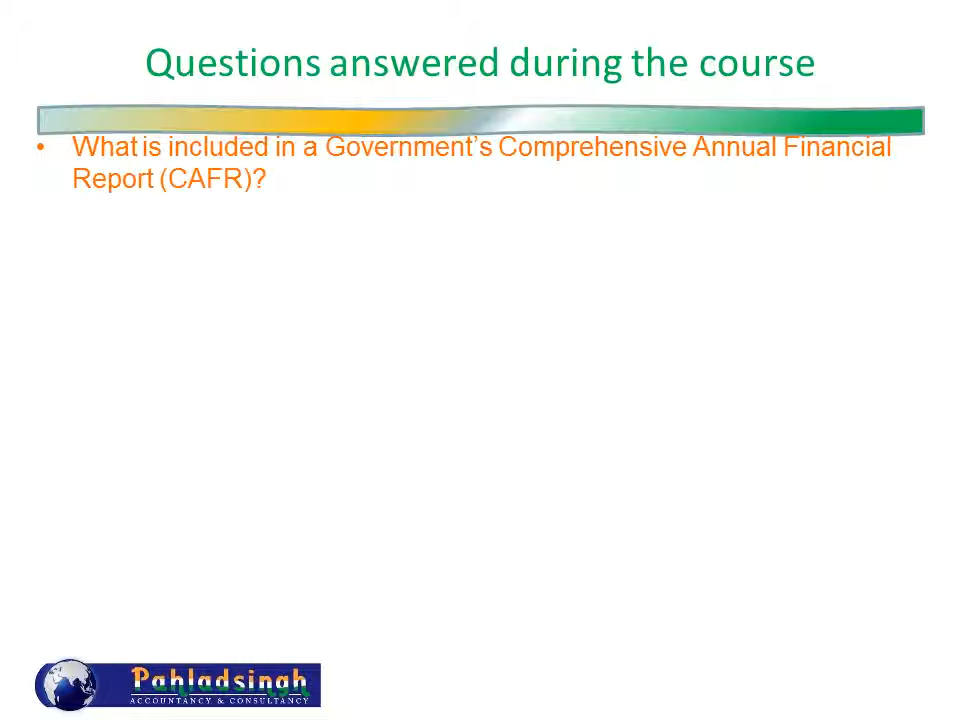 Questions answered during the course
• What is included in a Government's Comprehensive Annual Financial
Report (CAFR)?
Pahladsingh
ACCOUNTANCY & CONSULTANCY